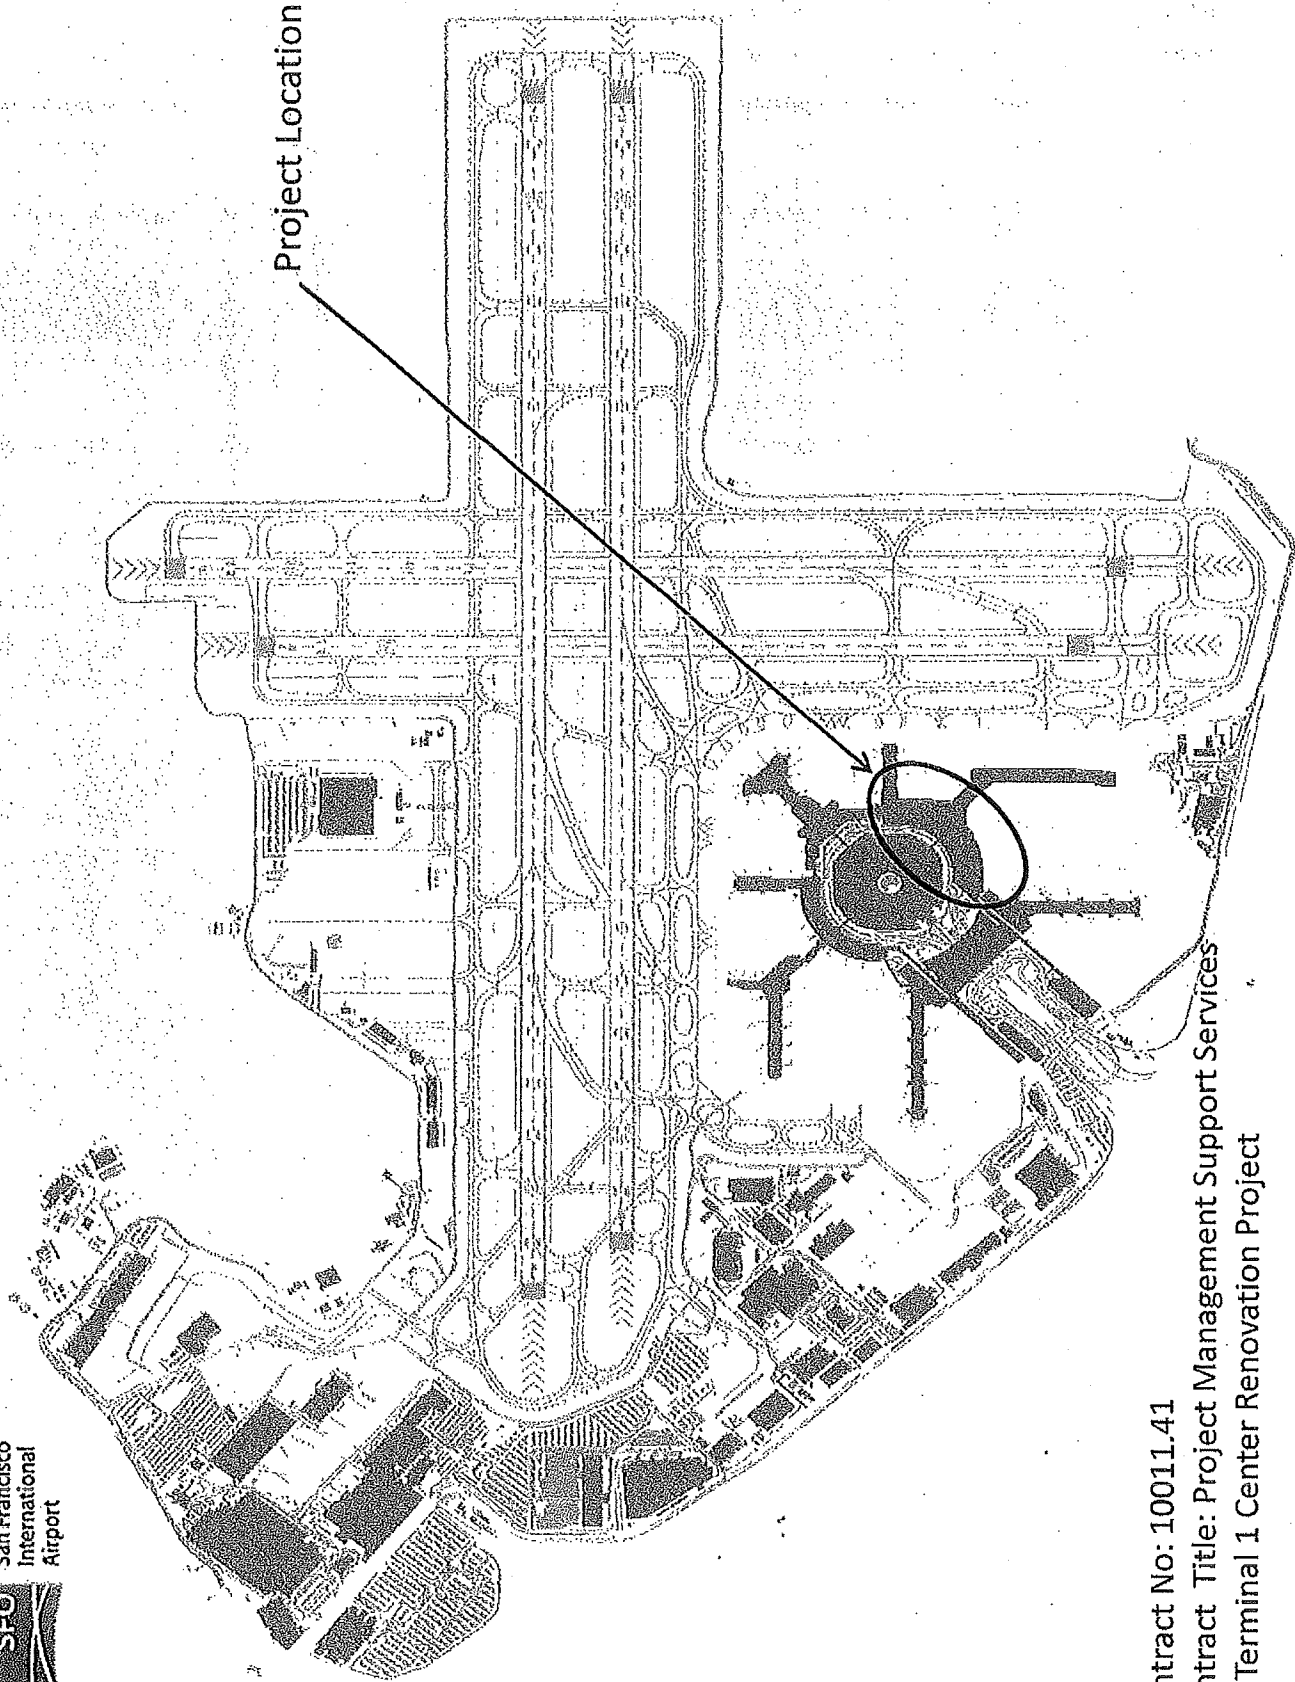 SFO
San Francisco
International
Airport
Project Location
ntract No: 10011.41
ntract Title: Project Management Support Services
Terminal 1 Center Renovation Project